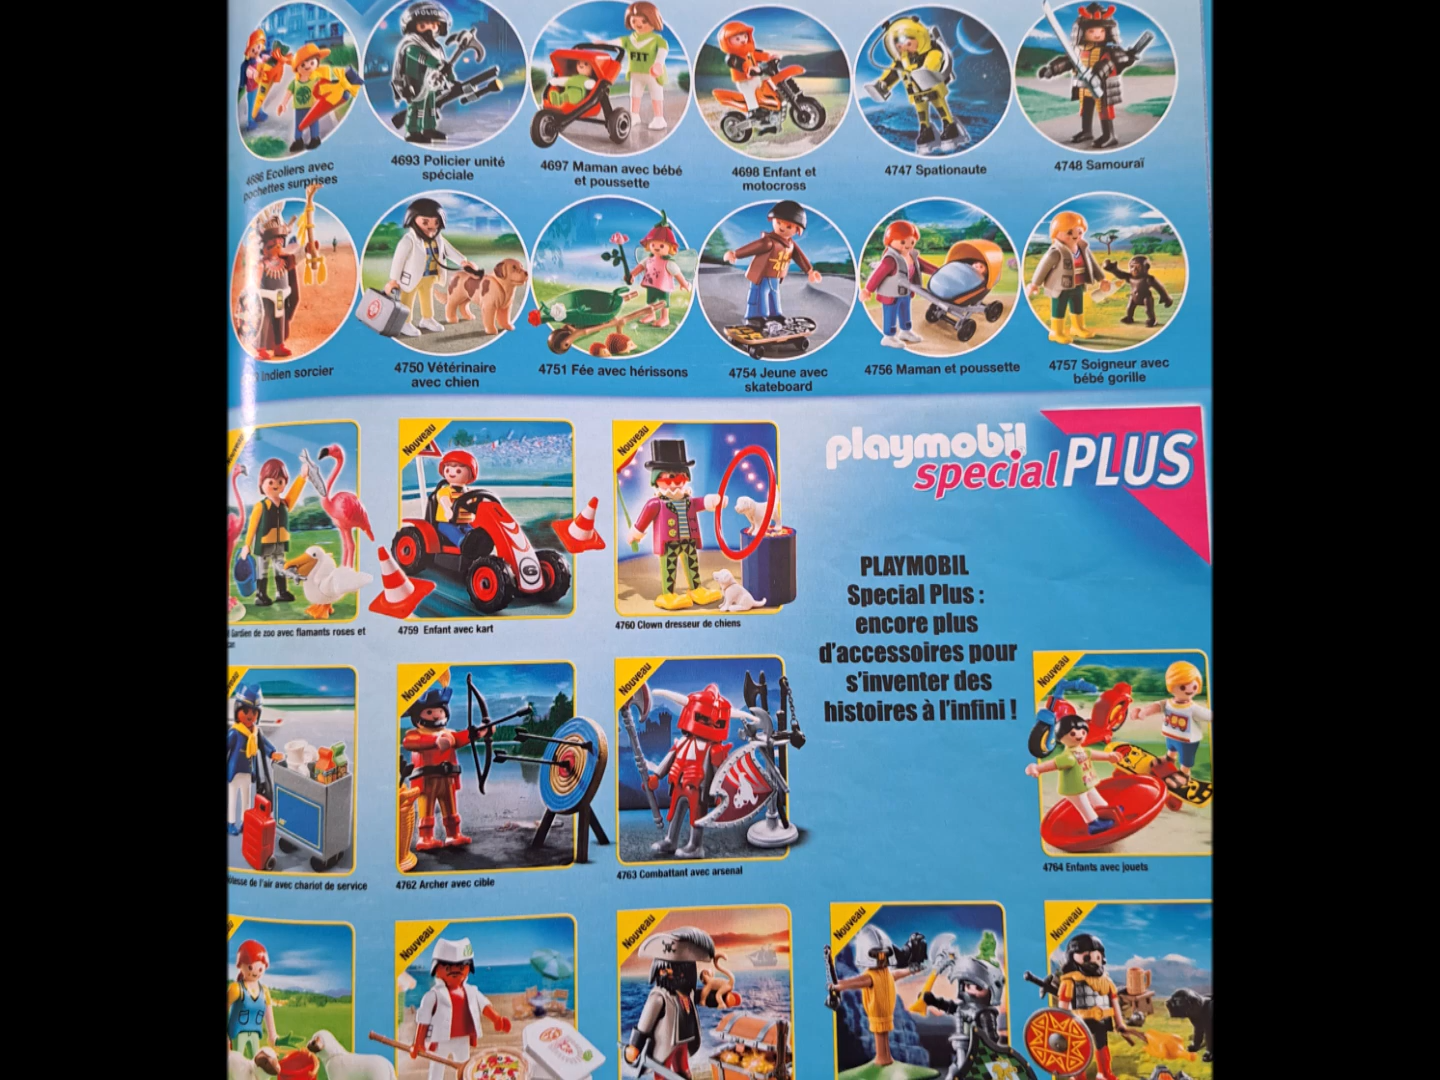 POLICE
FIT
4686 Ecoliers avec
pochettes surprises
4693 Policier unité
spéciale
4697 Maman avec bébé
et poussette
4698 Enfant et
motocross
4747 Spationaute
4748 Samouraï
Indien sorcier
4750 Vétérinaire
avec chien
4751 Fée avec hérissons
4754 Jeune avec
skateboard
4756 Maman et poussette
4757 Soigneur avec
bébé gorille
Nouveau
Nouveau
playmobil
special PLUS
6
Gardien de zoo avec flamants roses et
4759 Enfant avec kart
4760 Clown dresseur de chiens
PLAYMOBIL
Special Plus :
encore plus
d'accessoires pour
s'inventer des
histoires à l'infini !
Nouveau
Nouveau
Nouveau
de l'air avec chariot de service
4762 Archer avec cible
4763 Combattant avec arsenal
4764 Enfants avec jouets
Nouveau
Nouveau
Nouveau
Nouveau